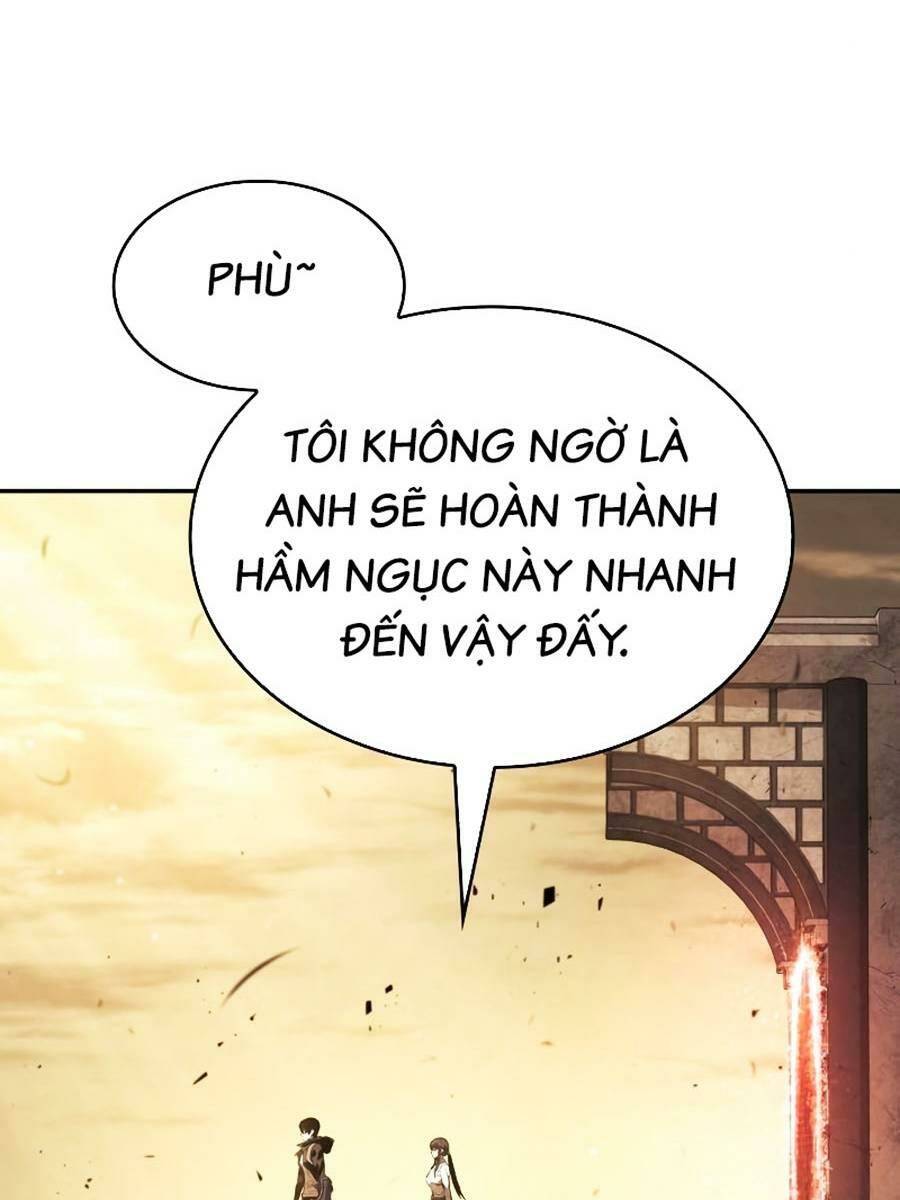 PHÙ~
TÔI KHÔNG NGỜ LÀ
ANH SẼ HOÀN THÀNH
HẦM NGỤC NÀY NHANH
ĐẾN VẬY ĐẤY.